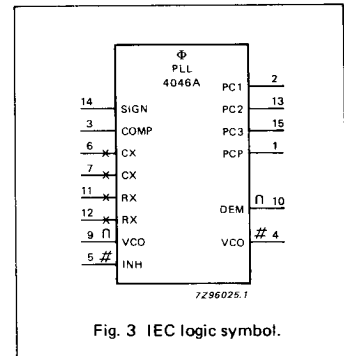 Φ
PLL
4046A
14 SIGN
3 COMP
6 CX
7 CX
11 RX
12 RX
9 ∩ VCO
5 # INH
PC1 2
PC2 13
PC3 15
PCP 1
DEM ∩ 10
VCO # 4
7Z96025.1
Fig. 3 IEC logic symbol.